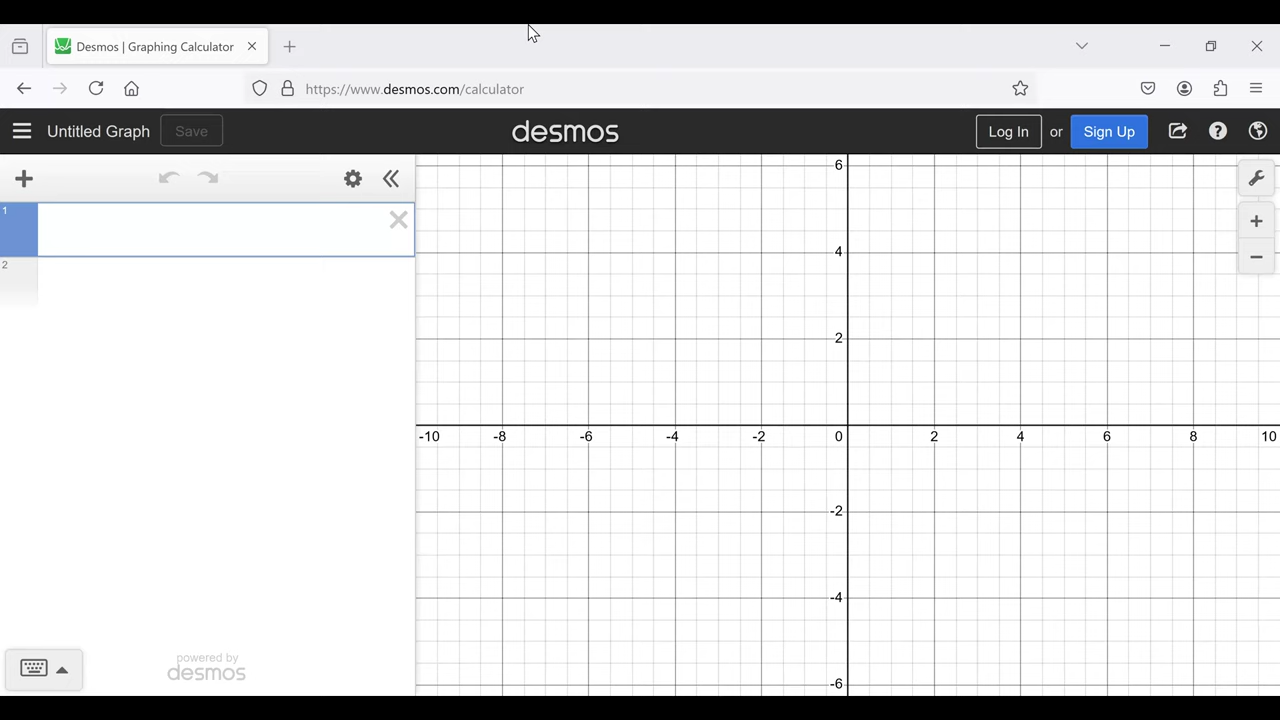 Desmos | Graphing Calculator
https://www.desmos.com/calculator
Untitled Graph Save desmos Log In or Sign Up
1
2
6
4
2
-10 -8 -6 -4 -2 0 2 4 6 8 10
-2
-4
-6
powered by
desmos